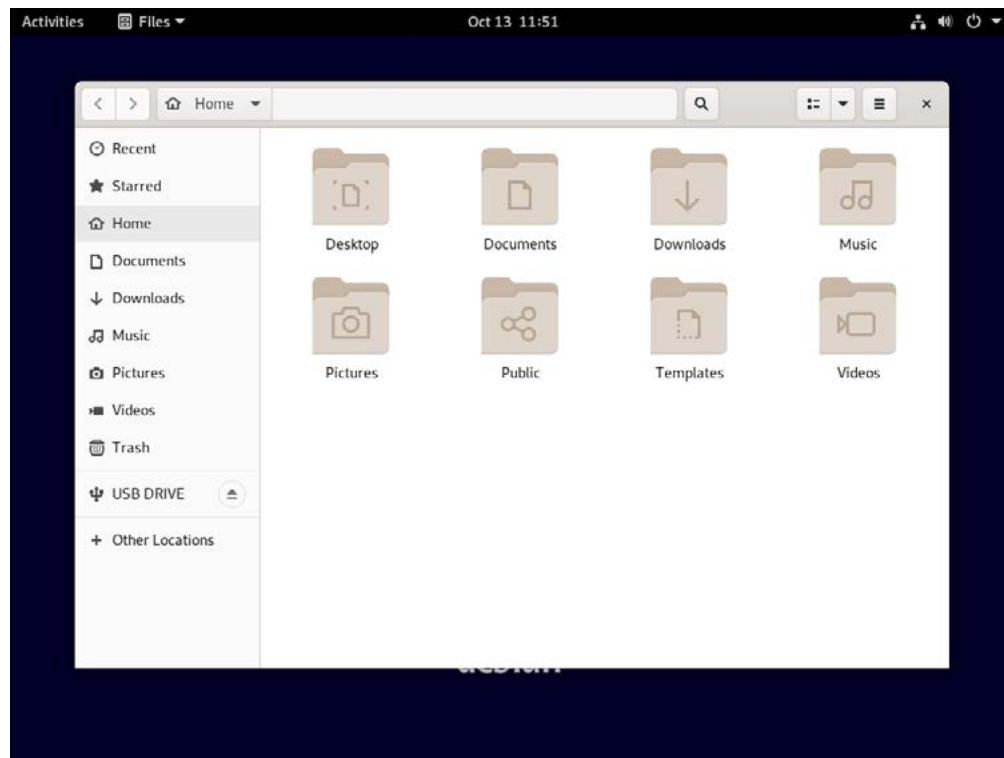 Activities Files Oct 13 11:51
Home
Recent
Starred
Home
Documents
Downloads
Music
Pictures
Videos
Trash
USB DRIVE
Other Locations
Desktop Documents Downloads Music
Pictures Public Templates Videos
debian